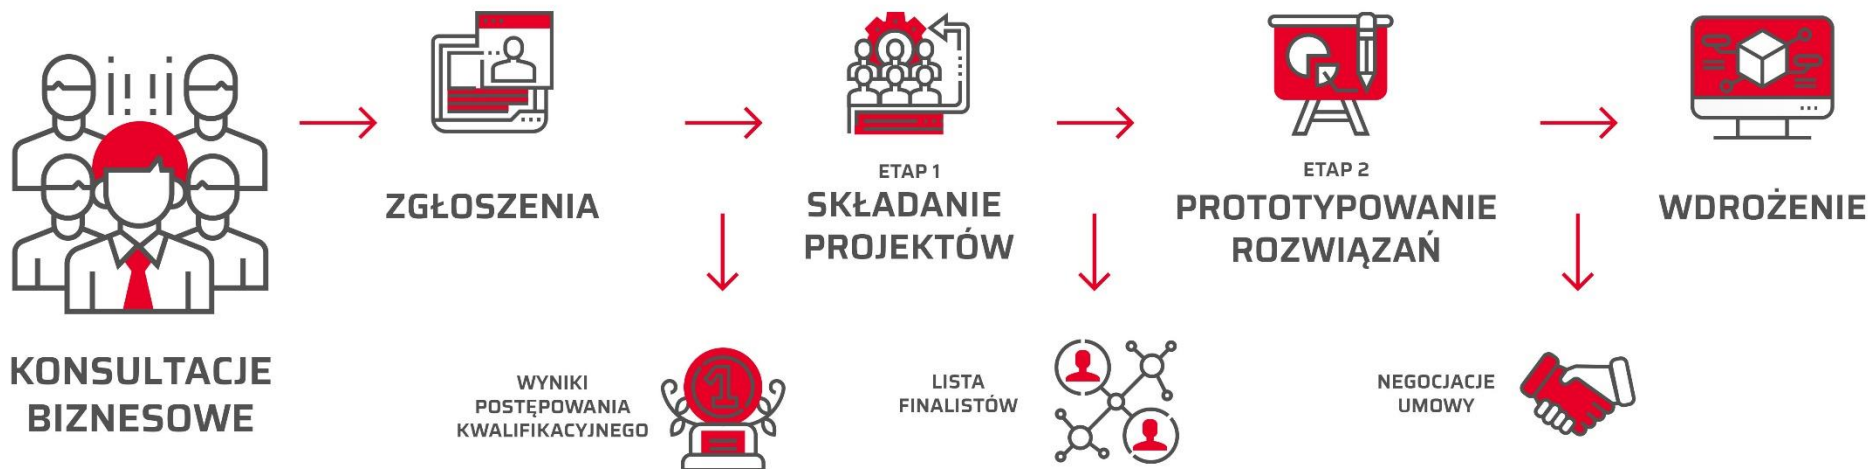 KONSULTACJE
BIZNESOWE
ZGŁOSZENIA
WYNIKI
POSTĘPOWANIA
KWALIFIKACYJNEGO
1
ETAP 1
SKŁADANIE
PROJEKTÓW
LISTA
FINALISTÓW
ETAP 2
PROTOTYPOWANIE
ROZWIĄZAŃ
NEGOCJACJE
UMOWY
WDROŻENIE